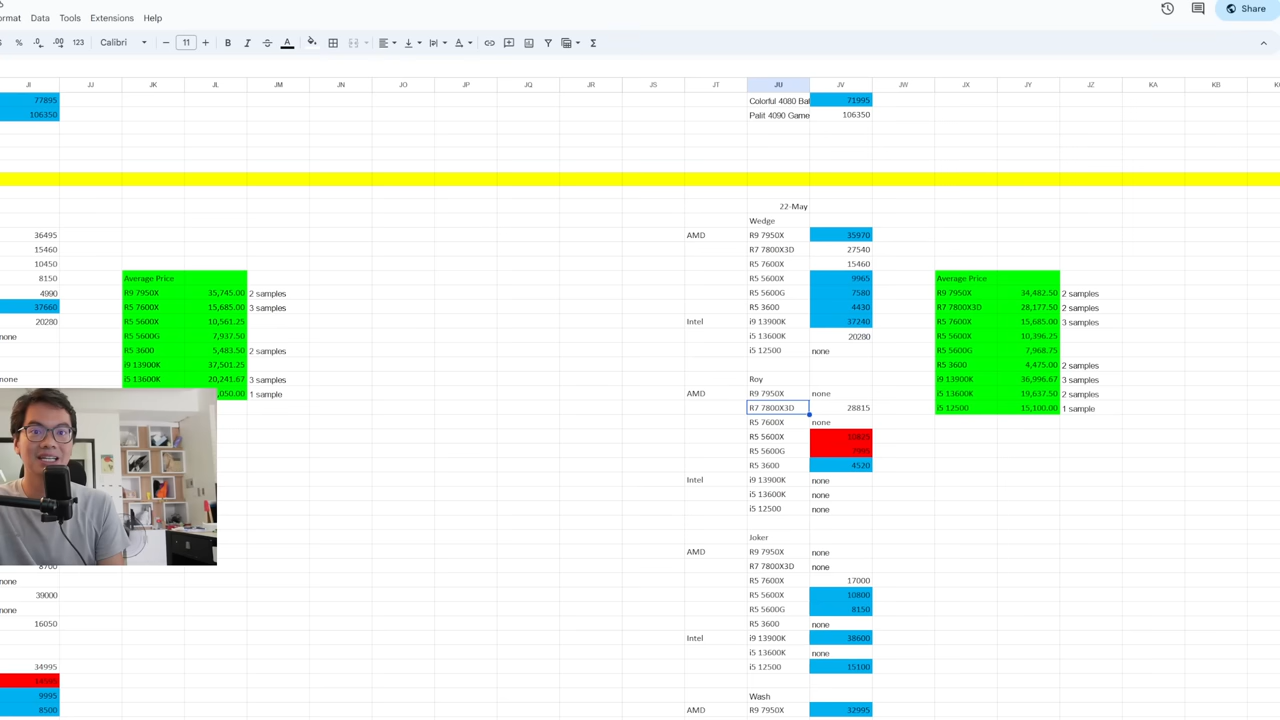 ormat Data Tools Extensions Help Share
% .0 .00 123 Calibri 11 B I A
JI JJ JK JL JM JN JO JP JQ JR JS JT JU JV JW JX JY JZ KA KB
77895 Colorful 4080 Bat 71995
106350 Palit 4090 Game 106350
22-May
Wedge
36495 AMD R9 7950X 35970
15460 R7 7800X3D 27540
10450 R5 7600X 15460
8150 Average Price R5 5600X 9965 Average Price
4990 R9 7950X 35,745.00 2 samples R5 5600G 7580 R9 7950X 34,482.50 2 samples
37660 R5 7600X 15,685.00 3 samples R5 3600 4430 R7 7800X3D 28,177.50 2 samples
20280 R5 5600X 10,561.25 Intel i9 13900K 37240 R5 7600X 15,685.00 3 samples
none R5 5600G 7,937.50 i5 13600K 20280 R5 5600X 10,396.25
R5 3600 5,483.50 2 samples i5 12500 none R5 5600G 7,968.75
i9 13900K 37,501.25 R5 3600 4,475.00 2 samples
none i5 13600K 20,241.67 3 samples Roy i9 13900K 36,996.67 3 samples
,050.00 1 sample AMD R9 7950X none i5 13600K 19,637.50 2 samples
R7 7800X3D 28815 i5 12500 15,100.00 1 sample
R5 7600X none
R5 5600X 10825
R5 5600G 7995
R5 3600 4520
Intel i9 13900K none
i5 13600K none
i5 12500 none
Joker
AMD R9 7950X none
8700 R7 7800X3D none
none R5 7600X 17000
39000 R5 5600X 10800
none R5 5600G 8150
16050 R5 3600 none
Intel i9 13900K 38600
i5 13600K none
34995 i5 12500 15100
9995 Wash
8500 AMD R9 7950X 32995